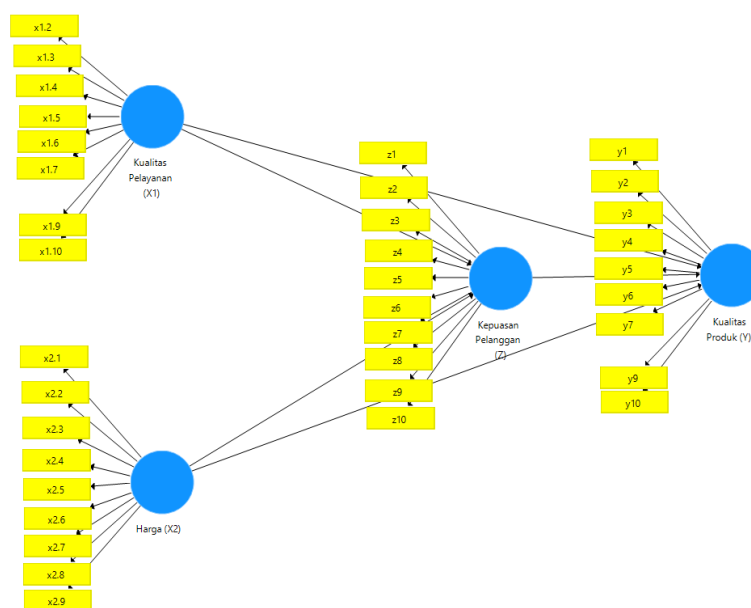 x1.2
x1.3
x1.4
x1.5
x1.6
x1.7
x1.9
x1.10
Kualitas
Pelayanan
(X1)
x2.1
x2.2
x2.3
x2.4
x2.5
x2.6
x2.7
x2.8
x2.9
Harga (X2)
z1
z2
z3
z4
z5
z6
z7
z8
z9
z10
Kepuasan
Pelanggan
(Z)
y1
y2
y3
y4
y5
y6
y7
y9
y10
Kualitas
Produk (Y)